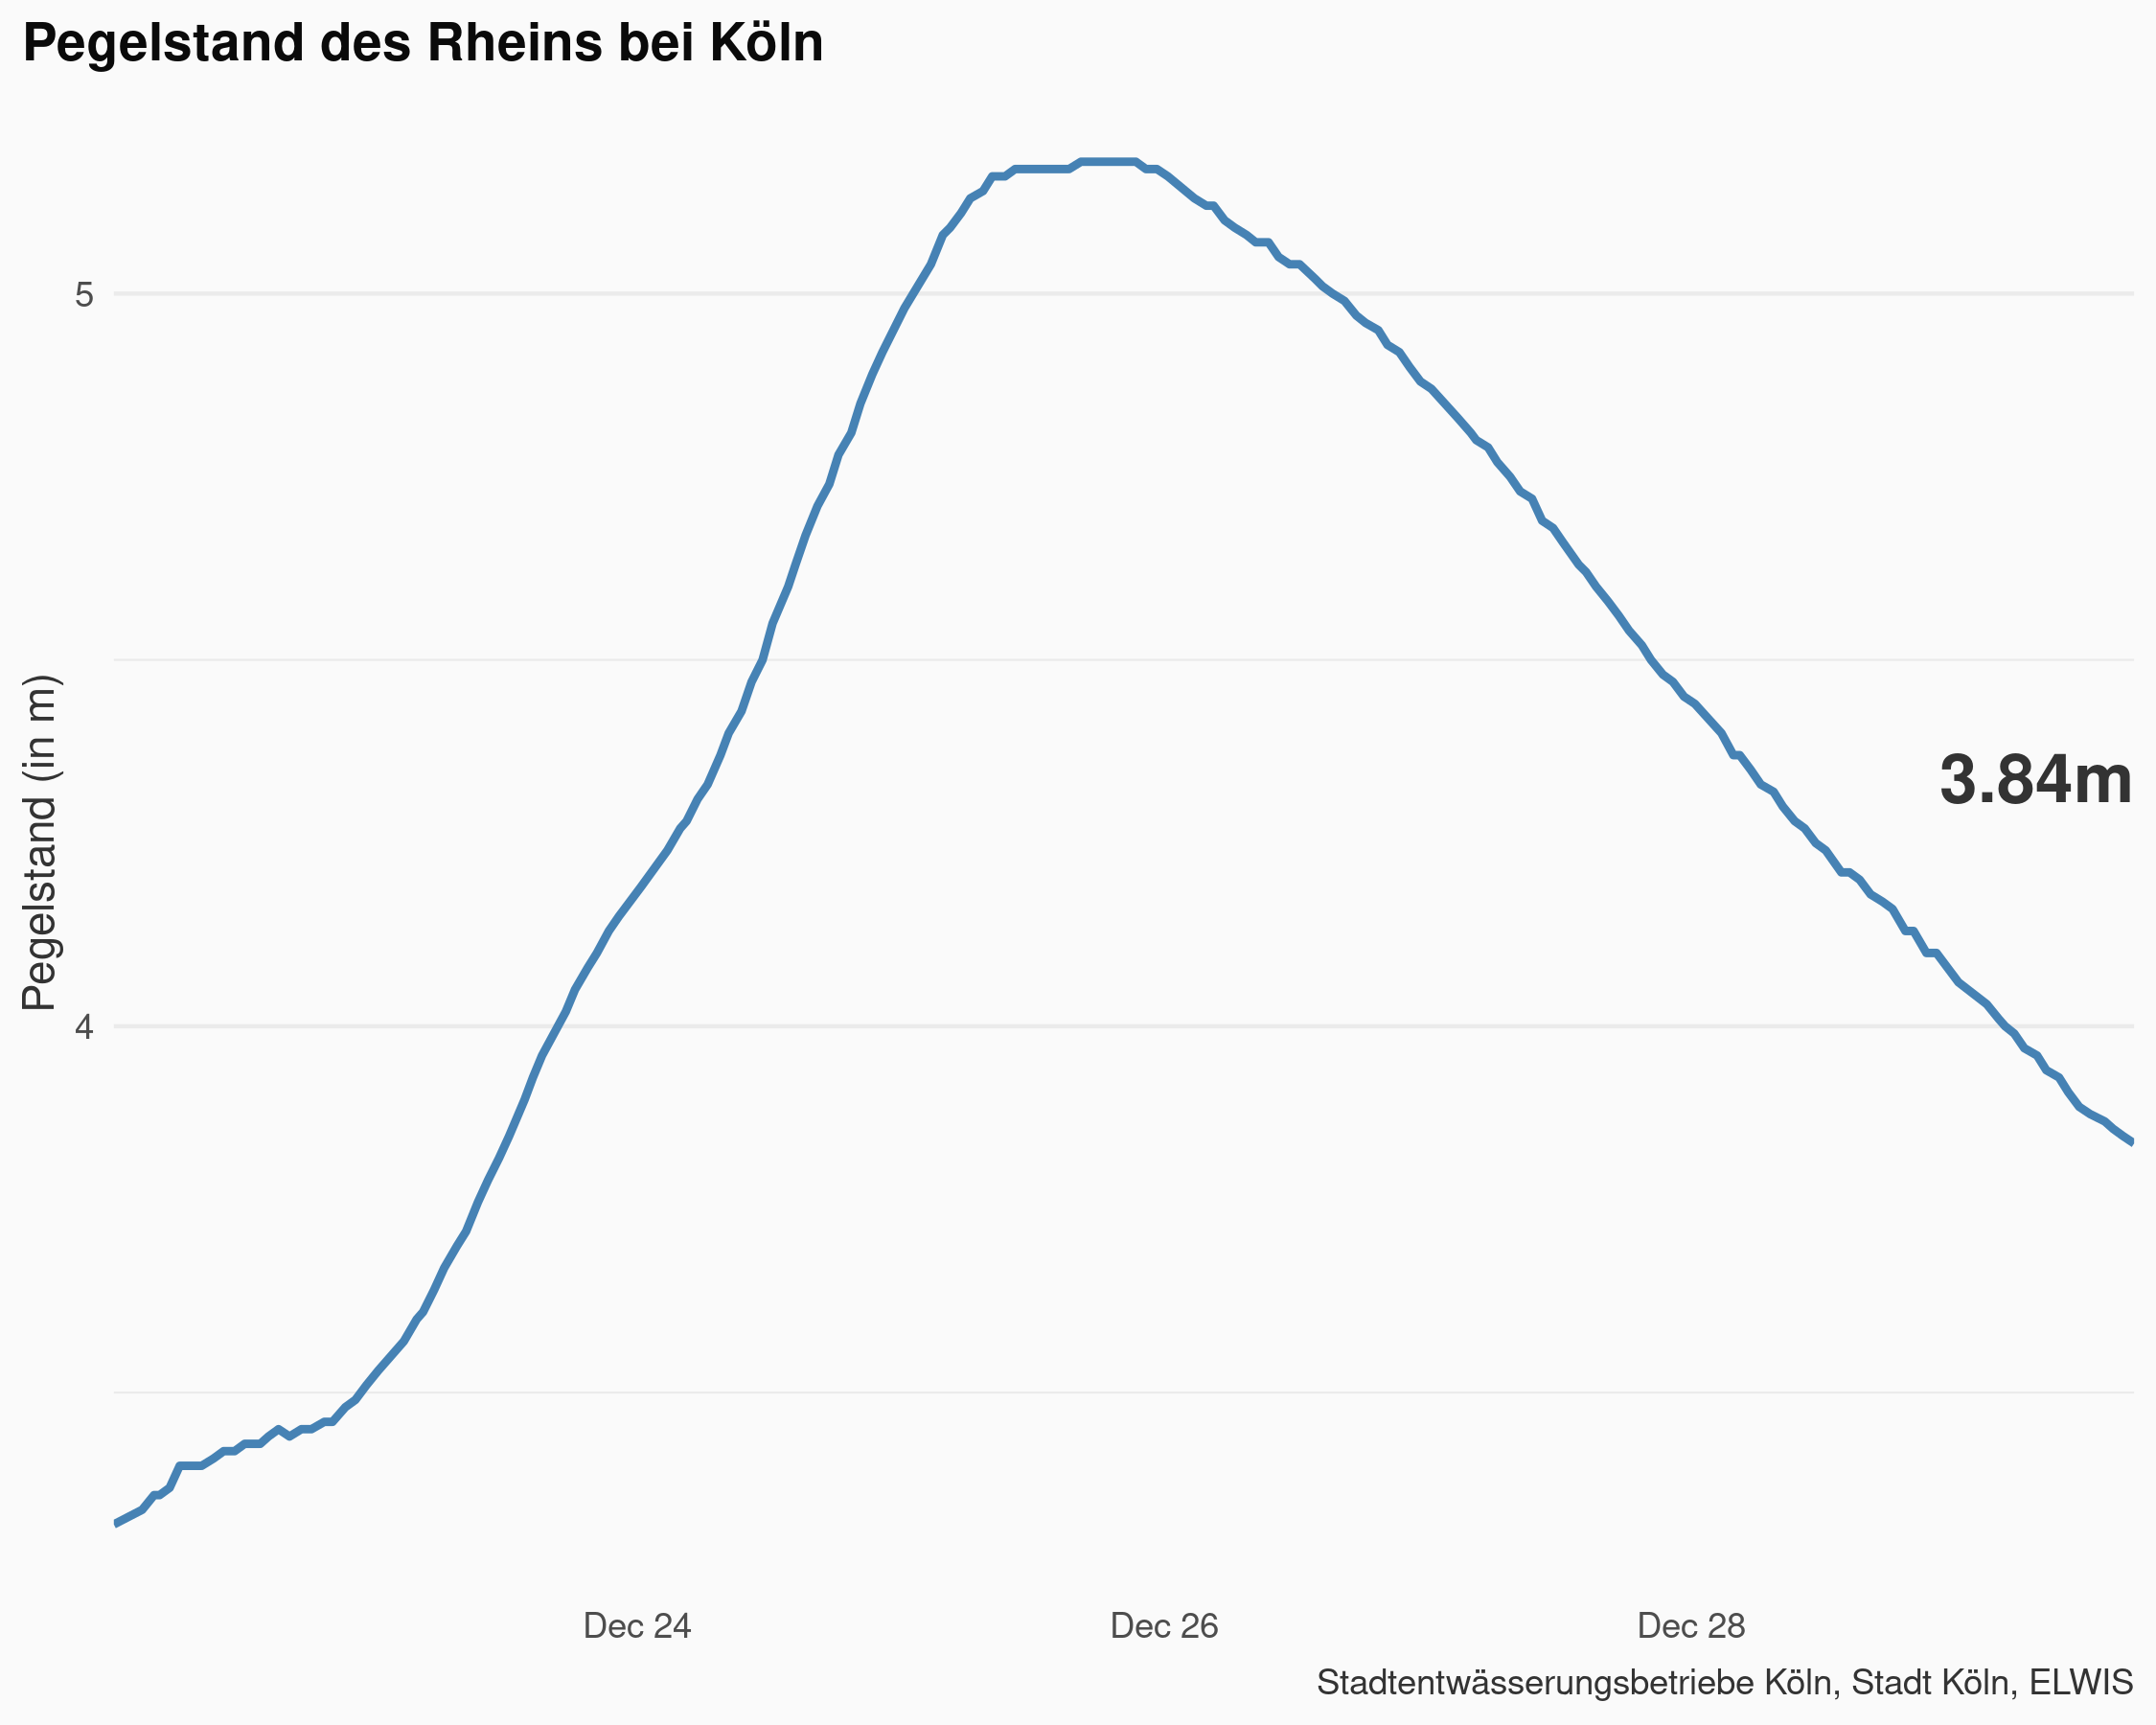 Pegelstand des Rheins bei Köln
Pegelstand (in m)
5
4
3.84m
Dec 24
Dec 26
Dec 28
Stadtentwässerungsbetriebe Köln, Stadt Köln, ELWIS